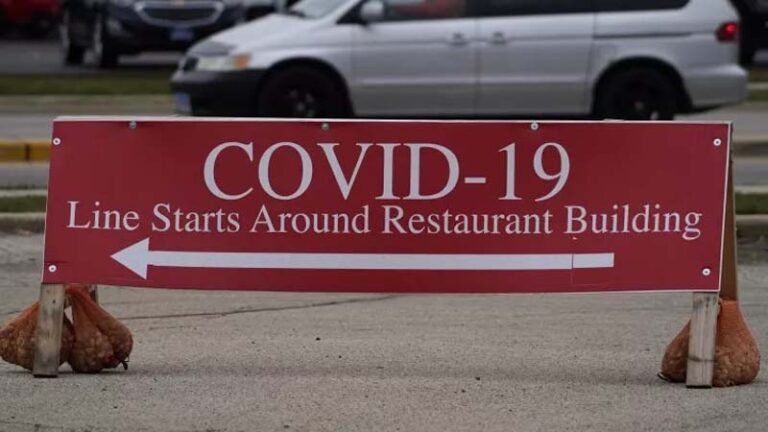 COVID-19
Line Starts Around Restaurant Building